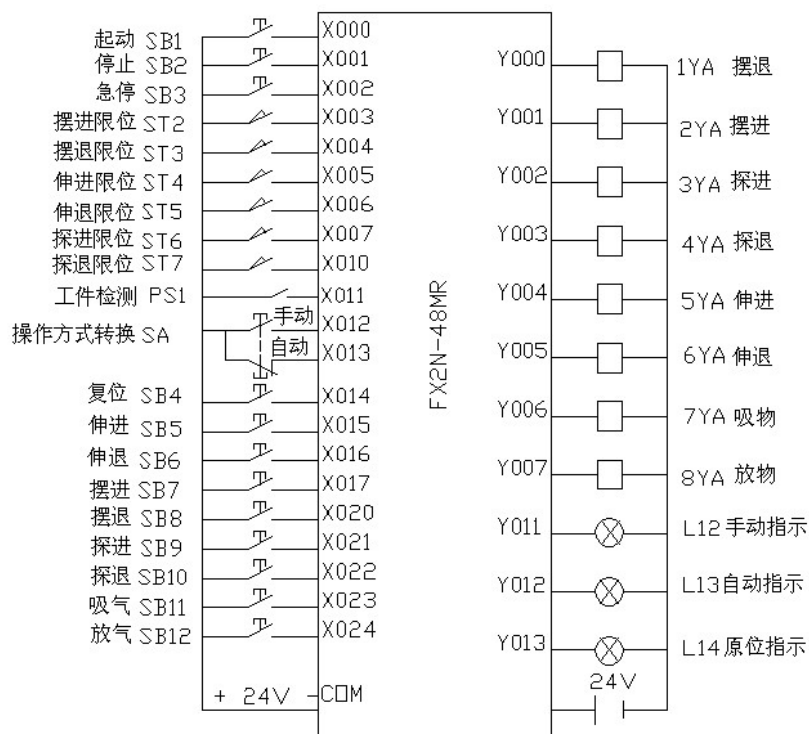 起动 SB1 X000
停止 SB2 X001
急停 SB3 X002
摆进限位 ST2 X003
摆退限位 ST3 X004
伸进限位 ST4 X005
伸退限位 ST5 X006
探进限位 ST6 X007
探退限位 ST7 X010
工件检测 PS1 X011
操作方式转换 SA 手动 X012
自动 X013
复位 SB4 X014
伸进 SB5 X015
伸退 SB6 X016
摆进 SB7 X017
摆退 SB8 X020
探进 SB9 X021
探退 SB10 X022
吸气 SB11 X023
放气 SB12 X024
+ 24V - COM
FX2N-48MR
Y000 1YA 摆退
Y001 2YA 摆进
Y002 3YA 探进
Y003 4YA 探退
Y004 5YA 伸进
Y005 6YA 伸退
Y006 7YA 吸物
Y007 8YA 放物
Y011 L12手动指示
Y012 L13自动指示
Y013 L14原位指示
24V